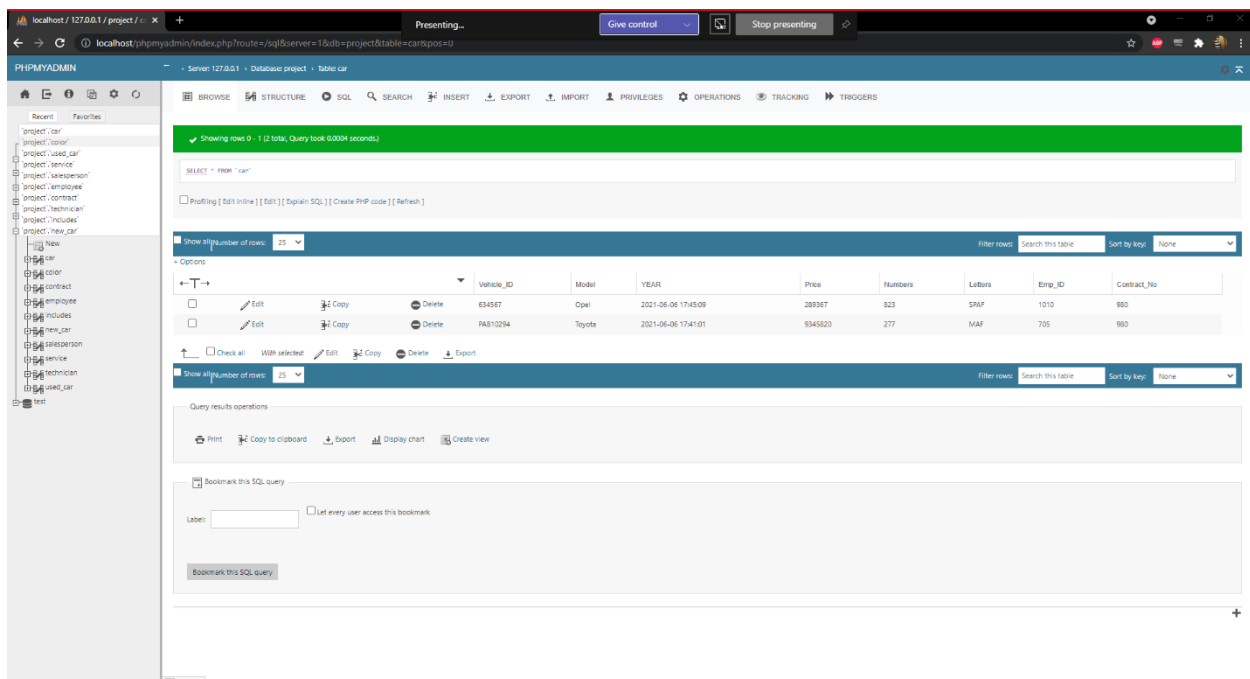 localhost / 127.0.0.1 / project / c
Presenting...
Give control
Stop presenting
localhost/phpmyadmin/index.php?route=/sql&server=1&db=project&table=car&pos=0
ABP
PHPMYADMIN
Server: 127.0.0.1 » Database: project » Table: car
BROWSE STRUCTURE SQL SEARCH INSERT EXPORT IMPORT PRIVILEGES OPERATIONS TRACKING TRIGGERS
Recent Favorites
`project`.`car`
`project`.`color`
`project`.`used_car`
`project`.`service`
`project`.`salesperson`
`project`.`employee`
`project`.`contract`
`project`.`technician`
`project`.`includes`
`project`.`new_car`
New
car
color
contract
employee
includes
new_car
salesperson
service
technician
used_car
test
Showing rows 0 - 1 (2 total, Query took 0.0004 seconds.)
SELECT * FROM `car`
Profiling [ Edit inline ] [ Edit ] [ Explain SQL ] [ Create PHP code ] [ Refresh ]
Show all Number of rows: 25 Filter rows: Search this table Sort by key: None
+ Options
←T→ Vehicle_ID Model YEAR Price Numbers Letters Emp_ID Contract_No
Edit Copy Delete 634567 Opel 2021-06-06 17:45:09 289367 823 SPAF 1010 980
Edit Copy Delete PA810294 Toyota 2021-06-06 17:41:01 9345820 277 MAF 705 980
Check all With selected: Edit Copy Delete Export
Show all Number of rows: 25 Filter rows: Search this table Sort by key: None
Query results operations
Print Copy to clipboard Export Display chart Create view
Bookmark this SQL query
Label: Let every user access this bookmark
Bookmark this SQL query